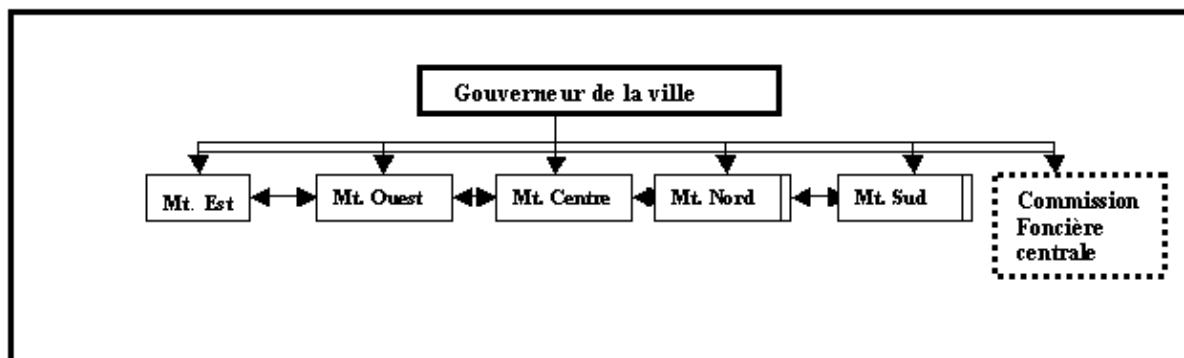 Gouverneur de la ville
Mt. Est
Mt. Ouest
Mt. Centre
Mt. Nord
Mt. Sud
Commission
Foncière
centrale